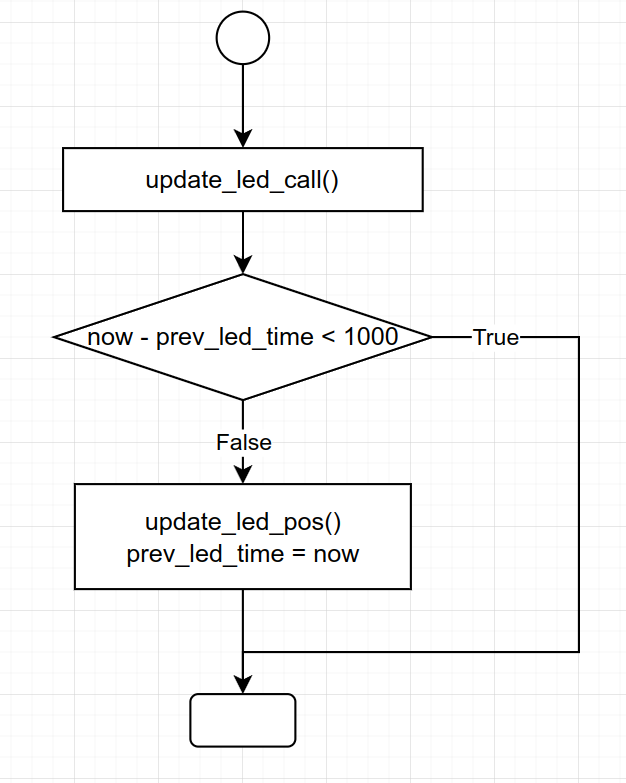 update_led_call()
now - prev_led_time < 1000
True
False
update_led_pos()
prev_led_time = now